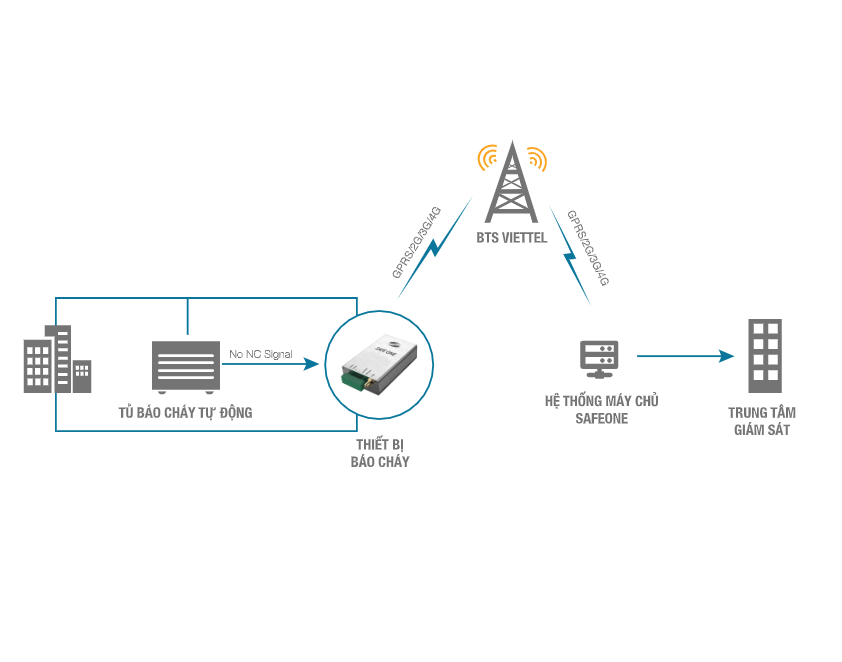 GPRS/2G/3G/4G
GPRS/2G/3G/4G
BTS VIETTEL
No NC Signal
SAFE ONE
TỦ BÁO CHÁY TỰ ĐỘNG
THIẾT BỊ
BÁO CHÁY
HỆ THỐNG MÁY CHỦ
SAFEONE
TRUNG TÂM
GIÁM SÁT